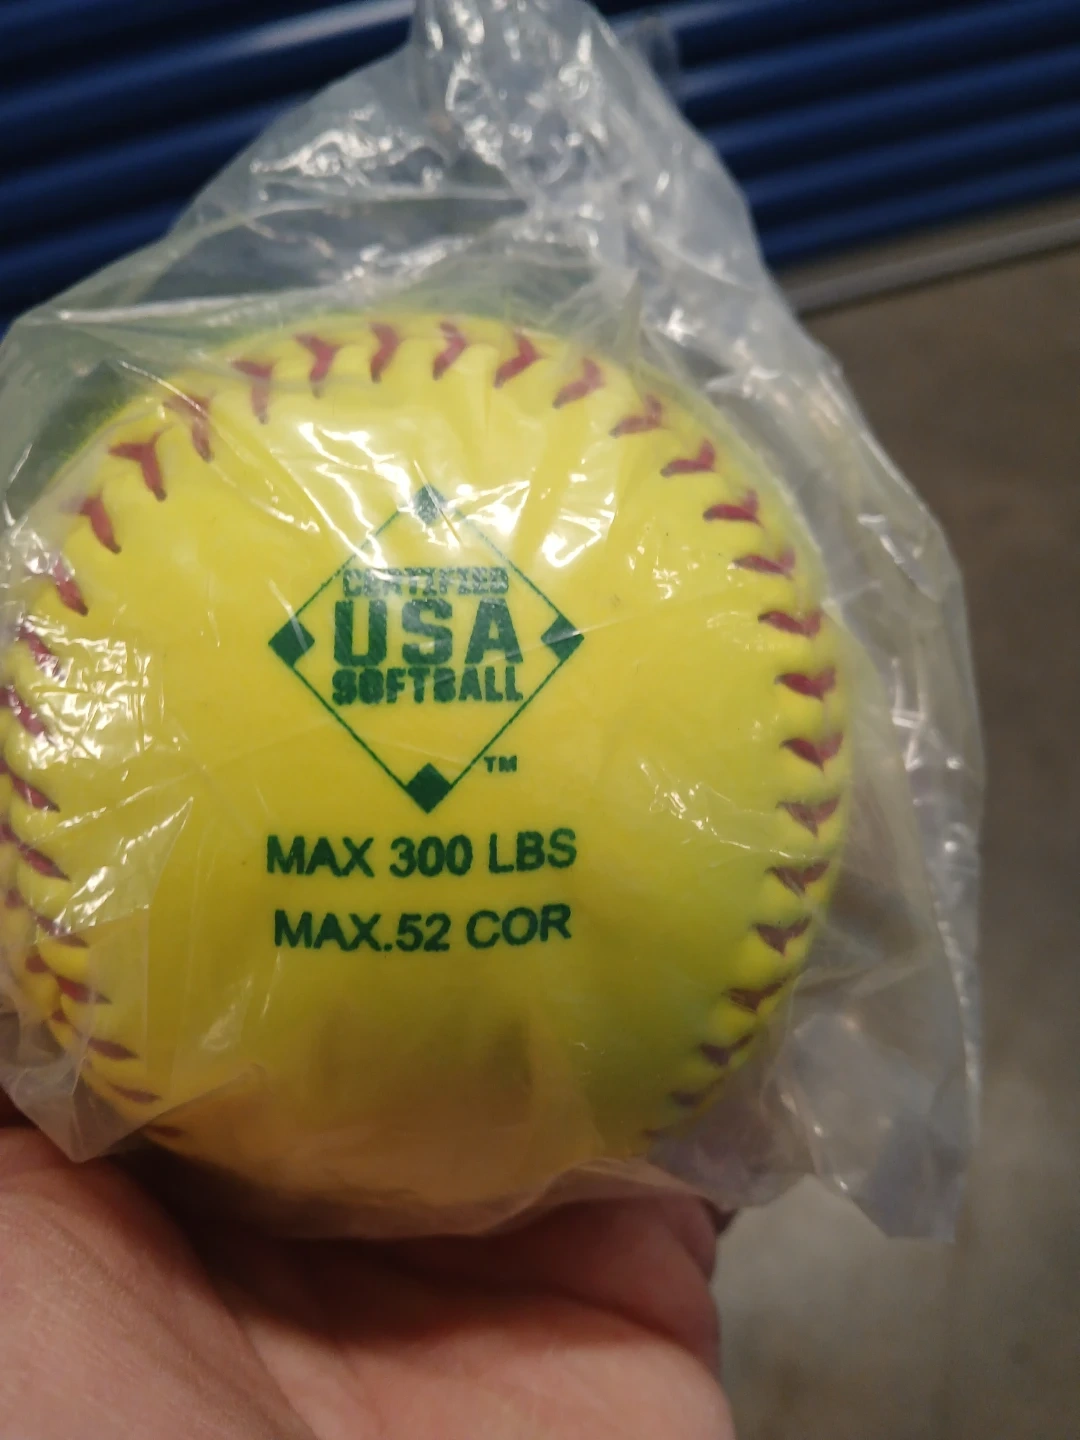 CERTIFIED
USA
SOFTBALL
TM
MAX 300 LBS
MAX.52 COR